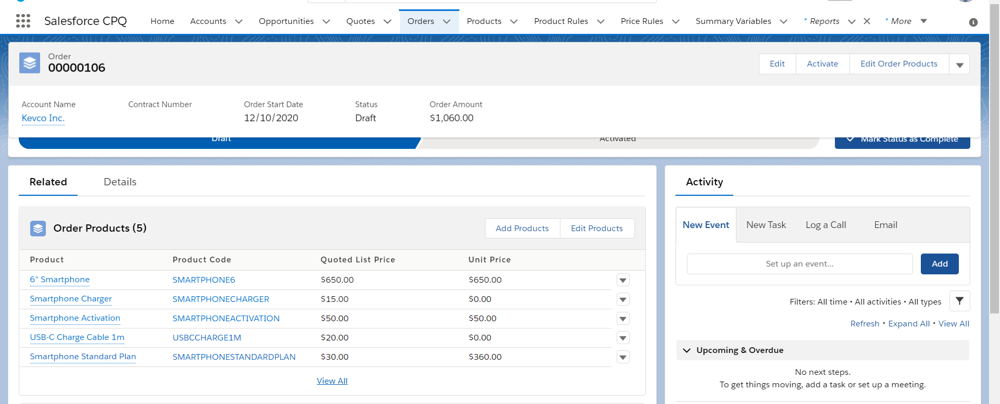 Salesforce CPQ Home Accounts Opportunities Quotes Orders Products Product Rules Price Rules Summary Variables * Reports * More
Order
00000106
Edit Activate Edit Order Products
Account Name Contract Number Order Start Date Status Order Amount
Kevco Inc. 12/10/2020 Draft $1,060.00
Draft Activated Mark Status as Complete
Related Details
Order Products (5)
Add Products Edit Products
Product Product Code Quoted List Price Unit Price
6" Smartphone SMARTPHONE6 $650.00 $650.00
Smartphone Charger SMARTPHONECHARGER $15.00 $0.00
Smartphone Activation SMARTPHONEACTIVATION $50.00 $50.00
USB-C Charge Cable 1m USBCCHARGE1M $20.00 $0.00
Smartphone Standard Plan SMARTPHONESTANDARDPLAN $30.00 $360.00
View All
Activity
New Event New Task Log a Call Email
Set up an event... Add
Filters: All time • All activities • All types
Refresh • Expand All • View All
Upcoming & Overdue
No next steps.
To get things moving, add a task or set up a meeting.